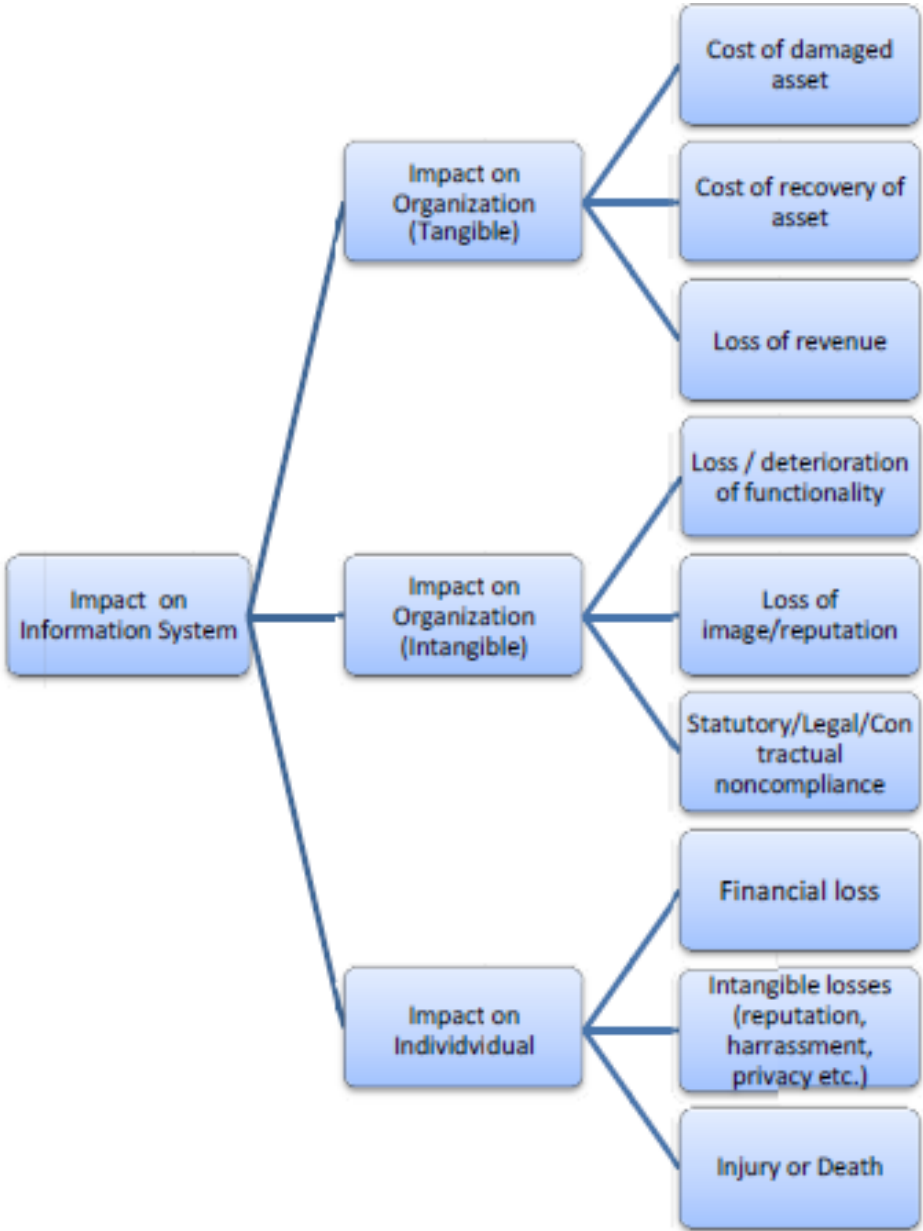 Cost of damaged
asset
Impact on
Organization
(Tangible)
Cost of recovery of
asset
Loss of revenue
Loss / deterioration
of functionality
Impact  on
Information System
Impact on
Organization
(Intangible)
Loss of
image/reputation
Statutory/Legal/Con
tractual
noncompliance
Financial loss
Impact on
Individvidual
Intangible losses
(reputation,
harrassment,
privacy etc.)
Injury or Death